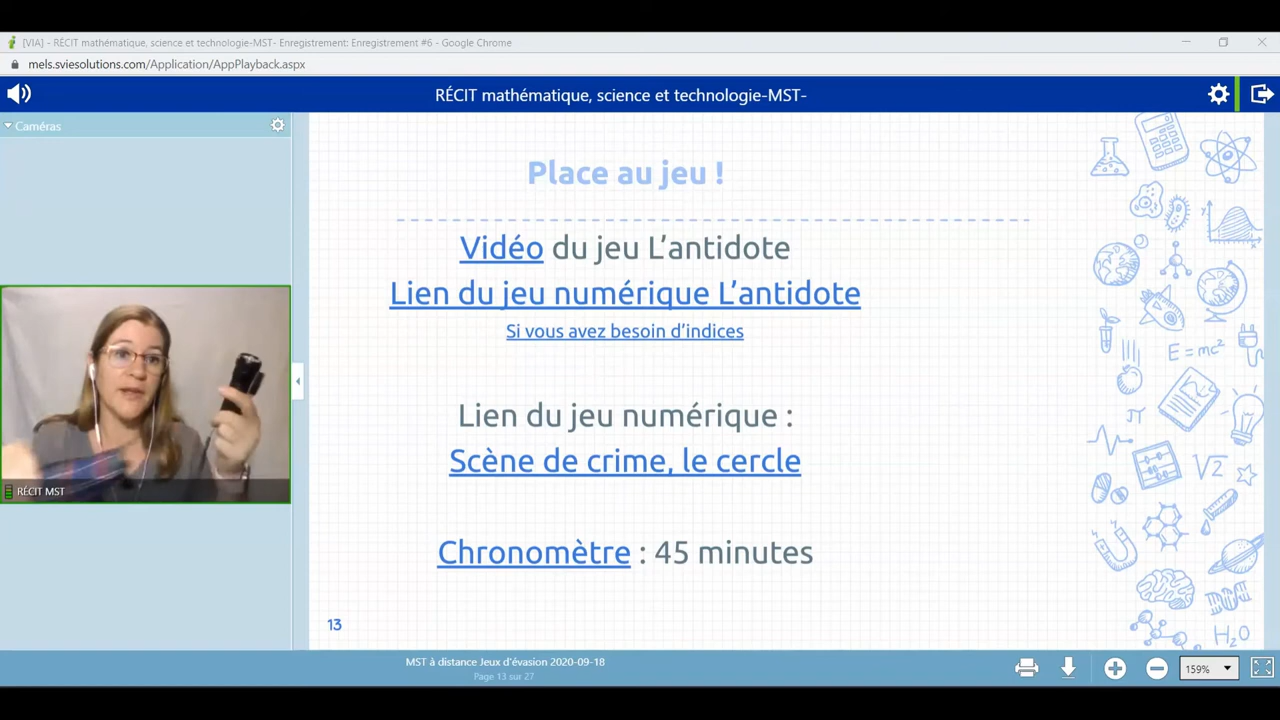 [VIA] - RÉCIT mathématique, science et technologie-MST- Enregistrement: Enregistrement #6 - Google Chrome
mels.sviesolutions.com/Application/AppPlayback.aspx
RÉCIT mathématique, science et technologie-MST-
Caméras
Place au jeu !
Vidéo du jeu L’antidote
Lien du jeu numérique L’antidote
Si vous avez besoin d’indices
Lien du jeu numérique :
Scène de crime, le cercle
Chronomètre : 45 minutes
13
RÉCIT MST
E=mc²
π
√2
H₂O
MST à distance Jeux d'évasion 2020-09-18
Page 13 sur 27
159%